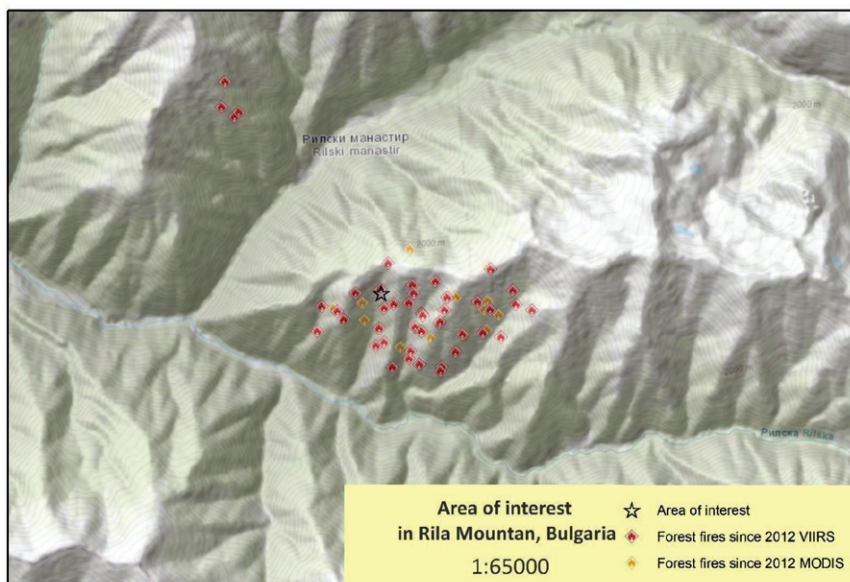 2000 m
Рилски манастир
Rilski manastir
2000 m
2000 m
Рилска Rilska
Area of interest
in Rila Mountan, Bulgaria
1:65000
Area of interest
Forest fires since 2012 VIIRS
Forest fires since 2012 MODIS